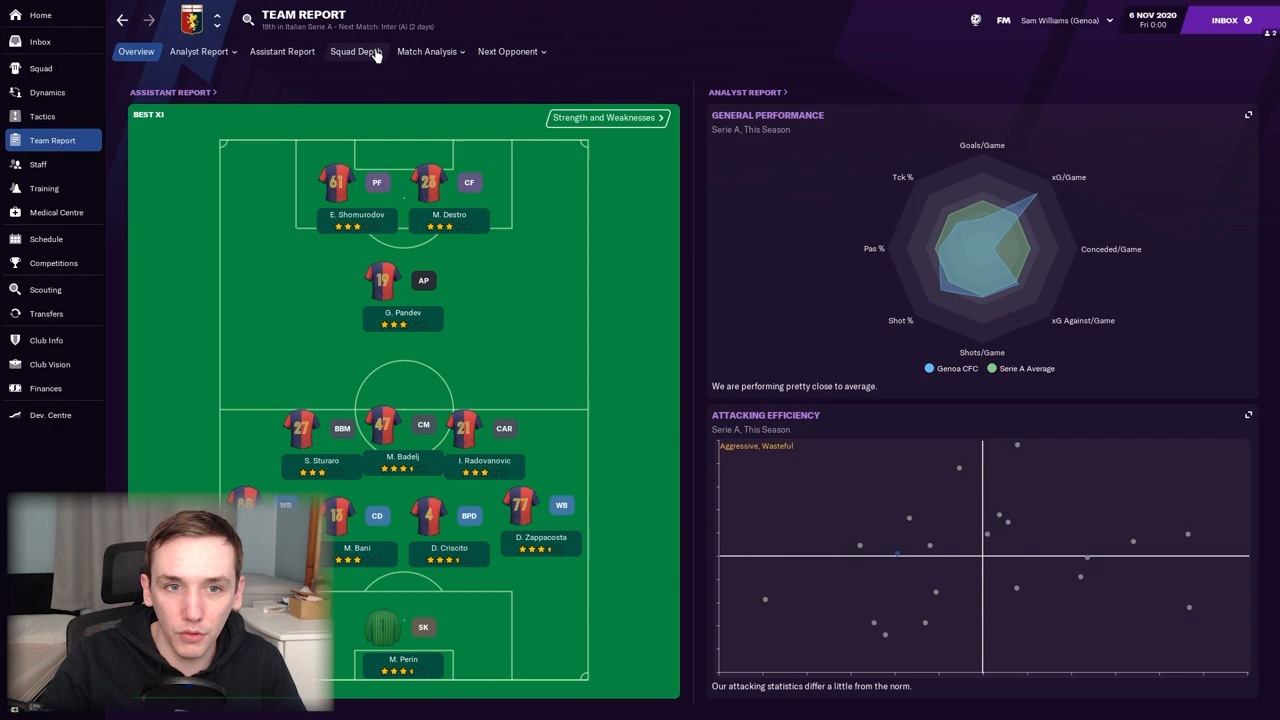 TEAM REPORT
19th in Italian Serie A - Next Match: Inter (A) (2 days)
FM
Sam Williams (Genoa)
6 NOV 2020
Fri 0:00
INBOX
2
Home
Inbox
Squad
Dynamics
Tactics
Team Report
Staff
Training
Medical Centre
Schedule
Competitions
Scouting
Transfers
Club Info
Club Vision
Finances
Dev. Centre
Overview
Analyst Report
Assistant Report
Squad Depth
Match Analysis
Next Opponent
ASSISTANT REPORT
BEST XI
Strength and Weaknesses
61 PF
23 CF
E. Shomurodov
M. Destro
19 AP
G. Pandev
27 BBM
47 CM
21 CAR
S. Sturaro
M. Badelj
I. Radovanovic
88 WB
13 CD
4 BPD
77 WB
M. Bani
D. Criscito
D. Zappacosta
SK
M. Perin
ANALYST REPORT
GENERAL PERFORMANCE
Serie A, This Season
Goals/Game
xG/Game
Conceded/Game
xG Against/Game
Shots/Game
Shot %
Pas %
Tck %
Genoa CFC
Serie A Average
We are performing pretty close to average.
ATTACKING EFFICIENCY
Serie A, This Season
Aggressive, Wasteful
Our attacking statistics differ a little from the norm.